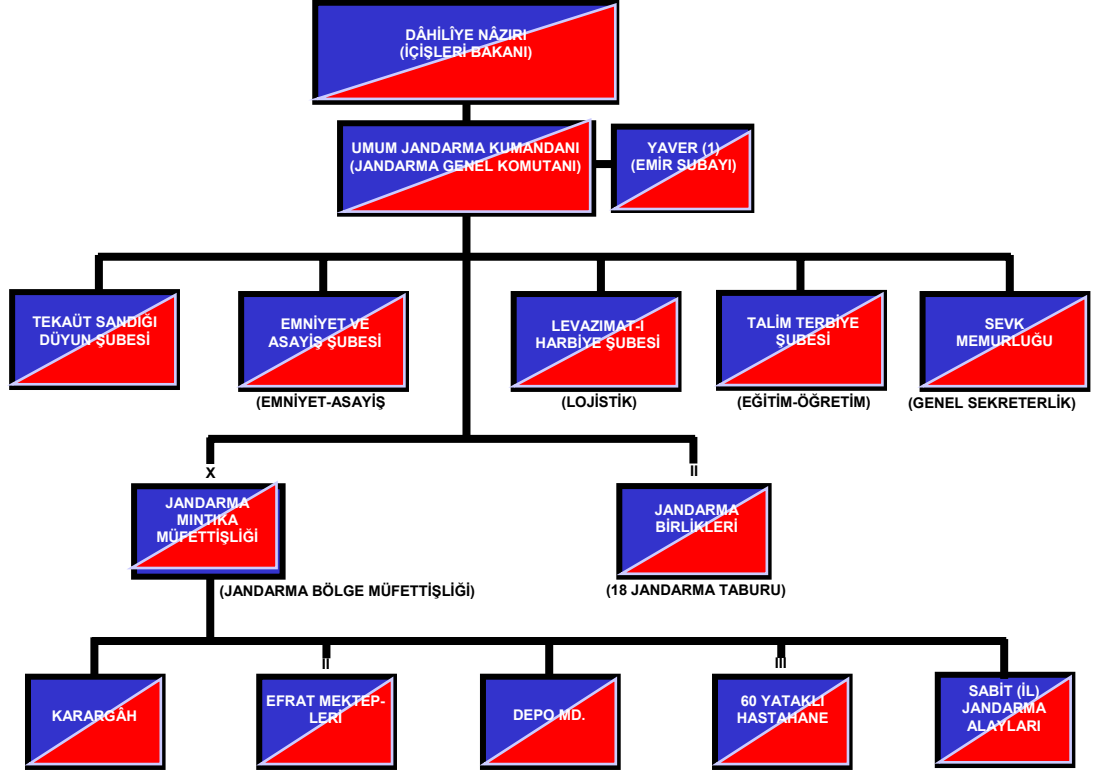 DÂHİLÎYE NÂZIRI
(İÇİŞLERİ BAKANI)
UMUM JANDARMA KUMANDANI
(JANDARMA GENEL KOMUTANI)
YAVER (1)
(EMİR SUBAYI)
TEKAÜT SANDIĞI
DÜYUN ŞUBESİ
EMNİYET VE
ASAYİŞ ŞUBESİ
(EMNİYET-ASAYİŞ
LEVAZIMAT-I
HARBİYE ŞUBESİ
(LOJİSTİK)
TALİM TERBİYE
ŞUBESİ
(EĞİTİM-ÖĞRETİM)
SEVK
MEMURLUĞU
(GENEL SEKRETERLİK)
X
JANDARMA
MINTIKA
MÜFETTİŞLİĞİ
(JANDARMA BÖLGE MÜFETTİŞLİĞİ)
II
JANDARMA
BİRLİKLERİ
(18 JANDARMA TABURU)
KARARGÂH
II
EFRAT MEKTEP-
LERİ
DEPO MD.
III
60 YATAKLI
HASTAHANE
SABİT (İL)
JANDARMA
ALAYLARI